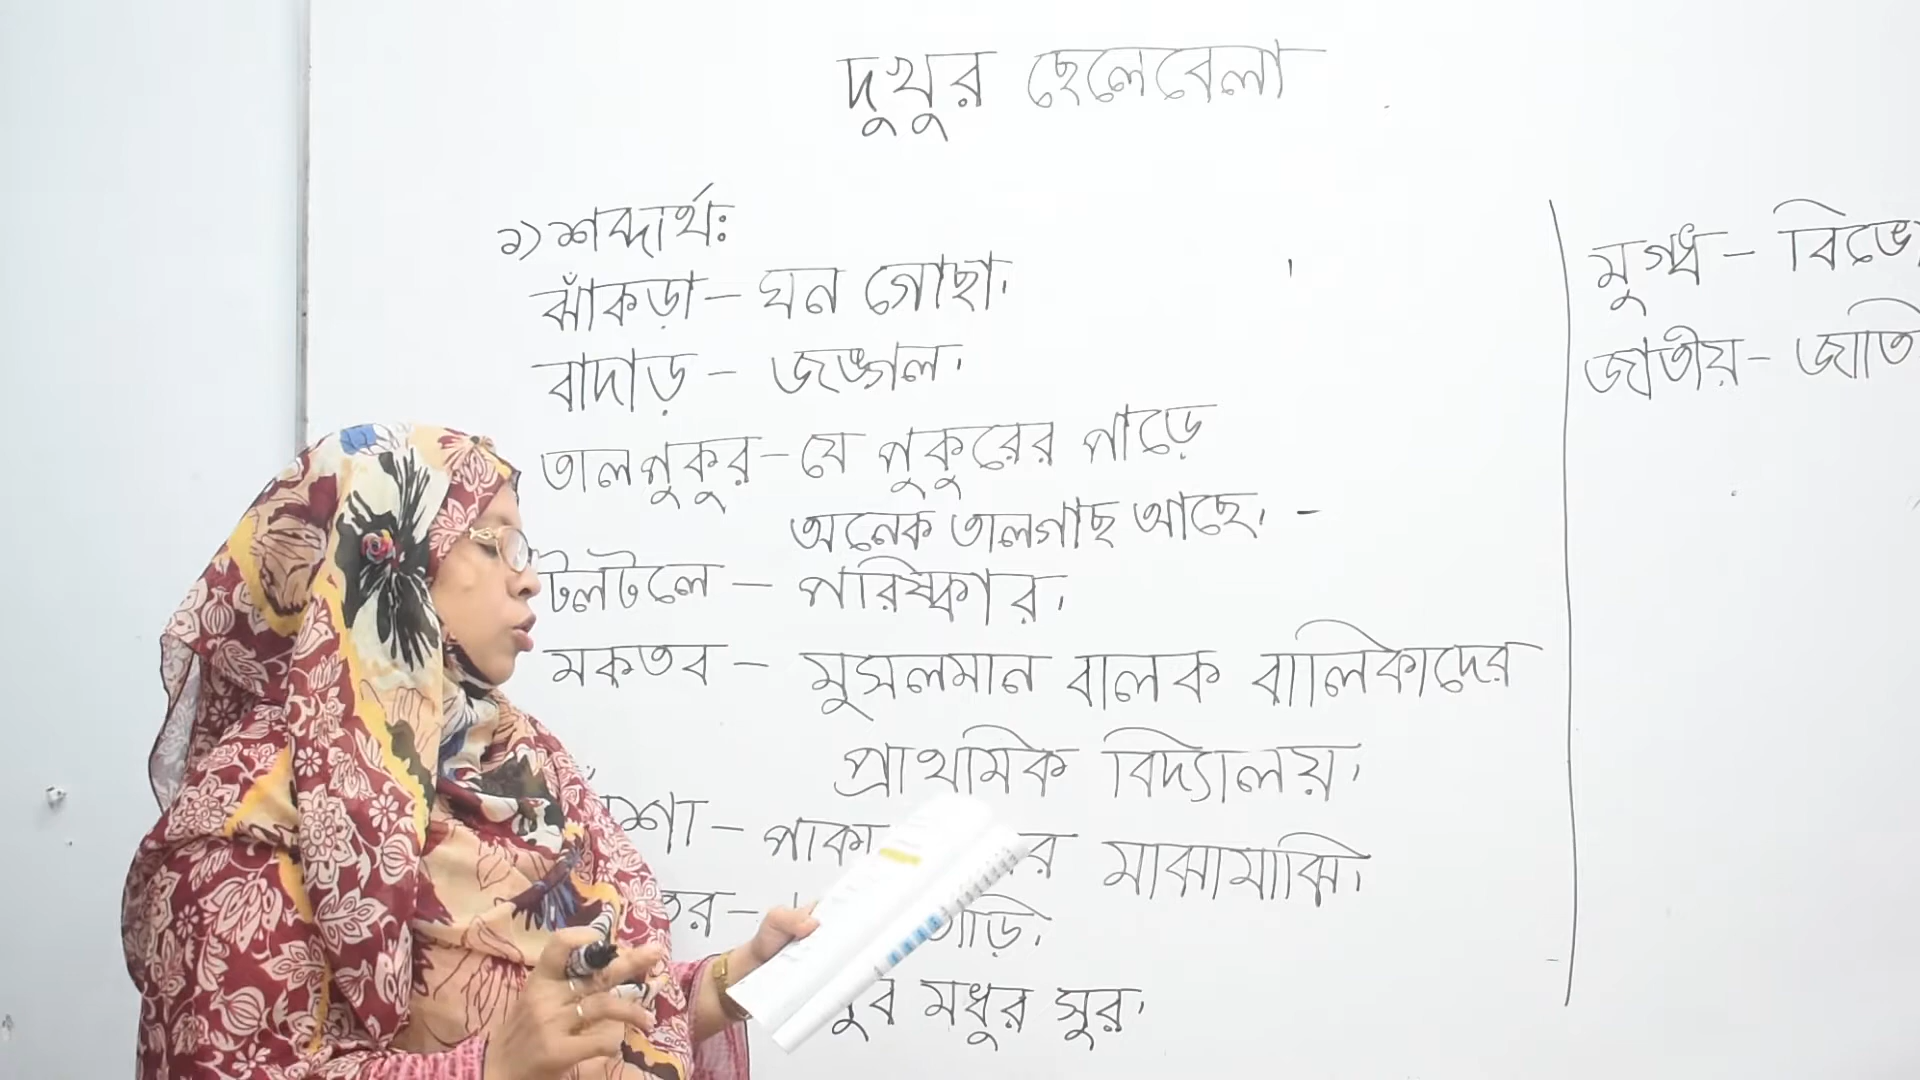 দুখুর ছেলেবেলা
১) শব্দার্থঃ
ঝাঁকড়া - ঘন গোছা।
বাদাড় - জঙ্গল।
তালপুকুর - যে পুকুরের পাড়ে
অনেক তালগাছ আছে। -
টলটলে - পরিষ্কার।
মকতব - মুসলমান বালক বালিকাদের
প্রাথমিক বিদ্যালয়।
মাঝামাঝি।
মধুর সুর।
মুগ্ধ -
জাতীয় - জাতি